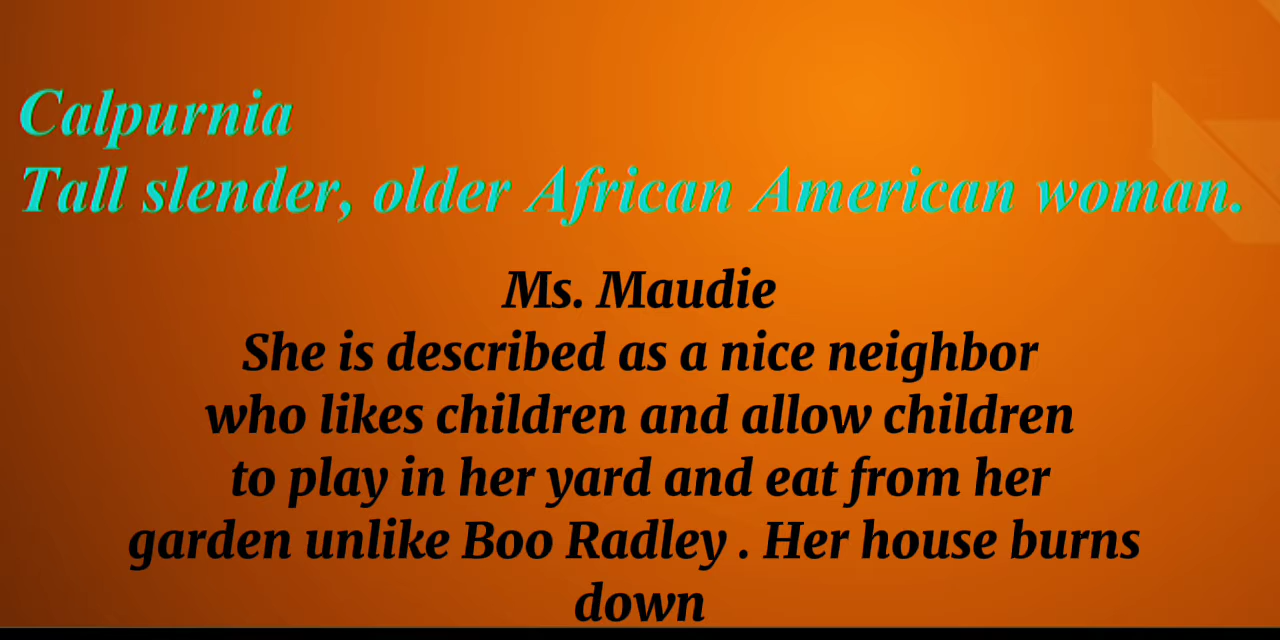 Calpurnia
Tall slender, older African American woman.
Ms. Maudie
She is described as a nice neighbor
who likes children and allow children
to play in her yard and eat from her
garden unlike Boo Radley . Her house burns
down